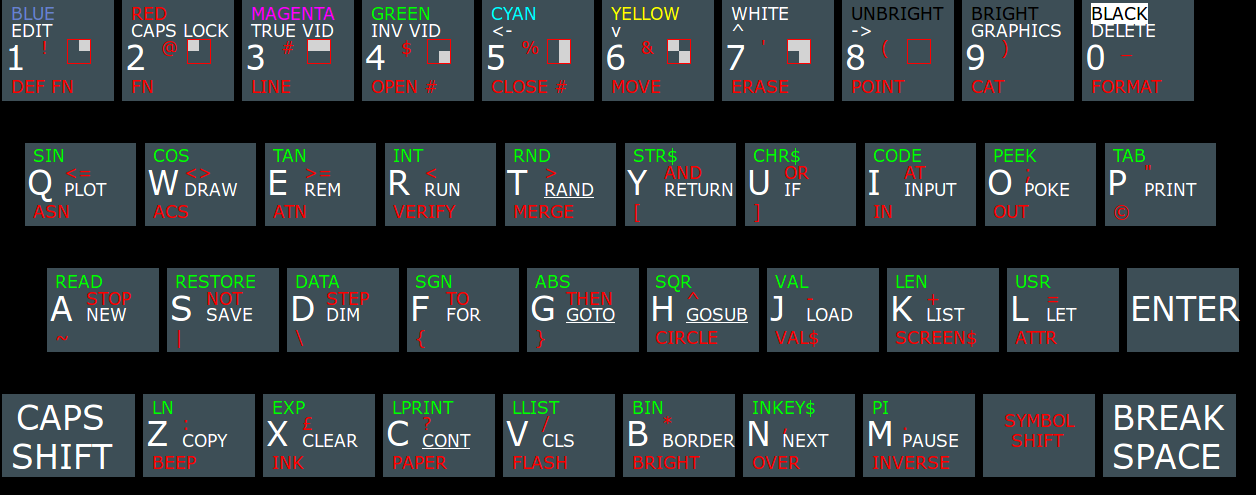 BLUE RED MAGENTA GREEN CYAN YELLOW WHITE UNBRIGHT BRIGHT BLACK
EDIT CAPS LOCK TRUE VID INV VID <- v ^ -> GRAPHICS DELETE
1 ! 2 @ 3 # 4 $ 5 % 6 & 7 ' 8 ( 9 ) 0 _
DEF FN FN LINE OPEN # CLOSE # MOVE ERASE POINT CAT FORMAT
SIN COS TAN INT RND STR$ CHR$ CODE PEEK TAB
<= <> >= < > AND OR AT ; "
Q PLOT W DRAW E REM R RUN T RAND Y RETURN U IF I INPUT O POKE P PRINT
ASN ACS ATN VERIFY MERGE [ ] IN OUT ©
READ RESTORE DATA SGN ABS SQR VAL LEN USR
STOP NOT STEP TO THEN ^ - + =
A NEW S SAVE D DIM F FOR G GOTO H GOSUB J LOAD K LIST L LET ENTER
~ | \ { } CIRCLE VAL$ SCREEN$ ATTR
LN EXP LPRINT LLIST BIN INKEY$ PI
CAPS : £ ? / * , . SYMBOL BREAK
Z COPY X CLEAR C CONT V CLS B BORDER N NEXT M PAUSE
SHIFT BEEP INK PAPER FLASH BRIGHT OVER INVERSE SHIFT SPACE